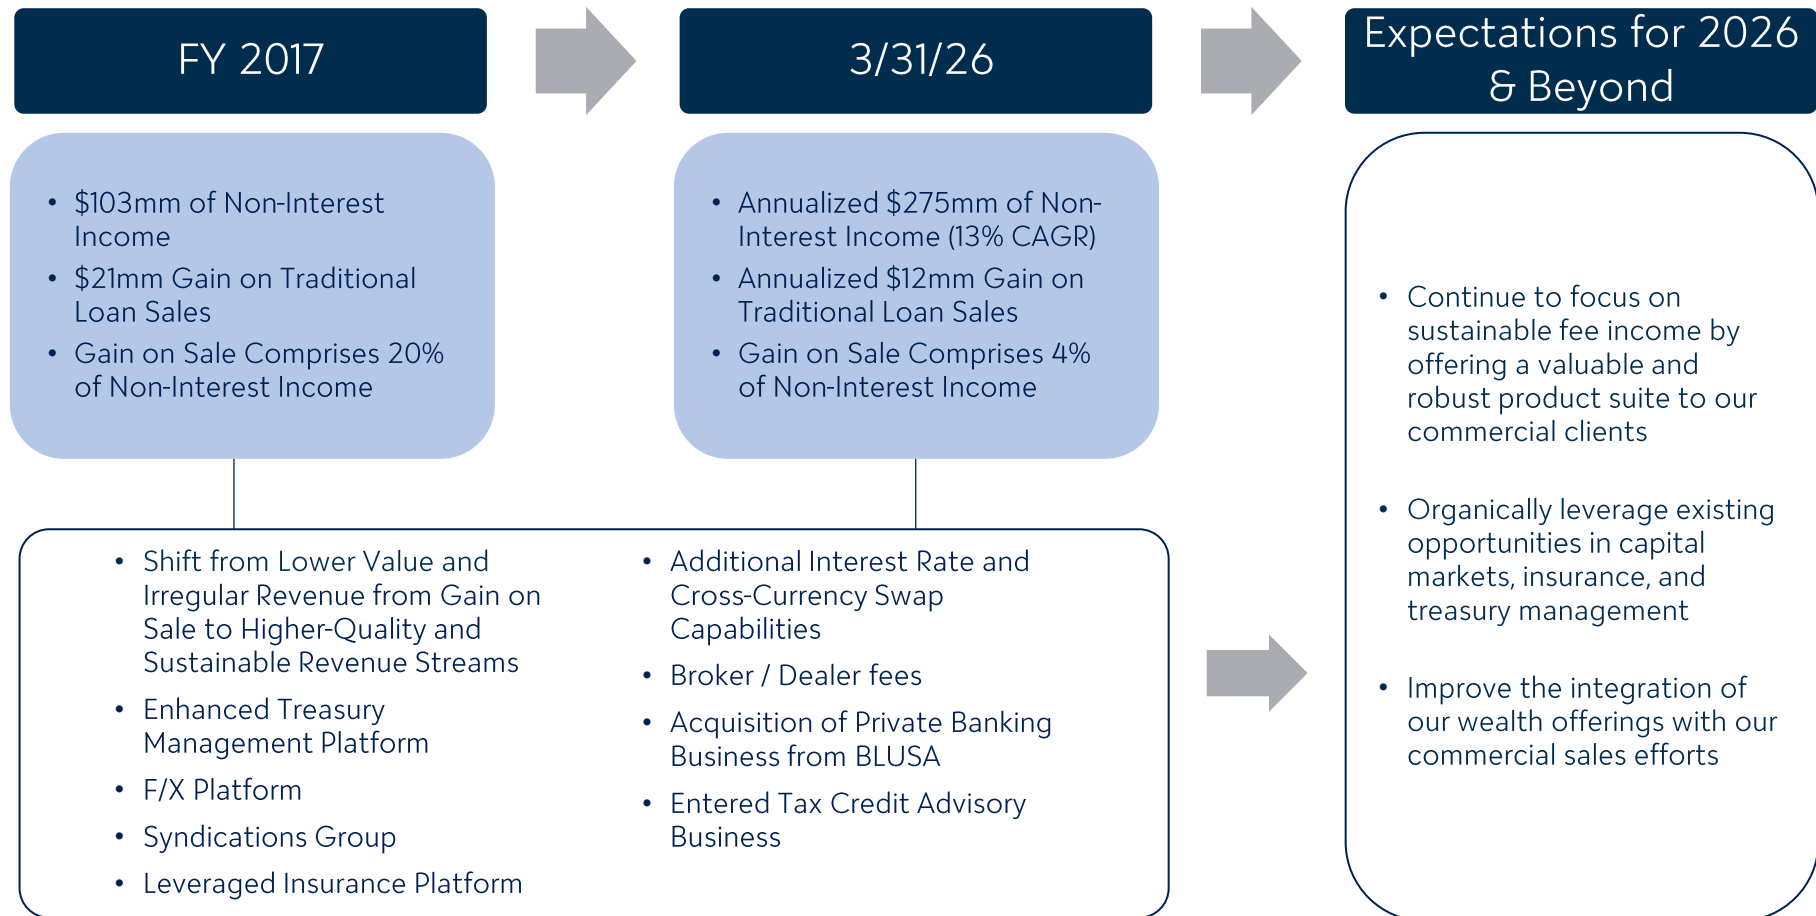 FY 2017
3/31/26
Expectations for 2026
& Beyond
• $103mm of Non-Interest
Income
• $21mm Gain on Traditional
Loan Sales
• Gain on Sale Comprises 20%
of Non-Interest Income
• Annualized $275mm of Non-
Interest Income (13% CAGR)
• Annualized $12mm Gain on
Traditional Loan Sales
• Gain on Sale Comprises 4%
of Non-Interest Income
• Shift from Lower Value and
Irregular Revenue from Gain on
Sale to Higher-Quality and
Sustainable Revenue Streams
• Enhanced Treasury
Management Platform
• F/X Platform
• Syndications Group
• Leveraged Insurance Platform
• Additional Interest Rate and
Cross-Currency Swap
Capabilities
• Broker / Dealer fees
• Acquisition of Private Banking
Business from BLUSA
• Entered Tax Credit Advisory
Business
• Continue to focus on
sustainable fee income by
offering a valuable and
robust product suite to our
commercial clients
• Organically leverage existing
opportunities in capital
markets, insurance, and
treasury management
• Improve the integration of
our wealth offerings with our
commercial sales efforts